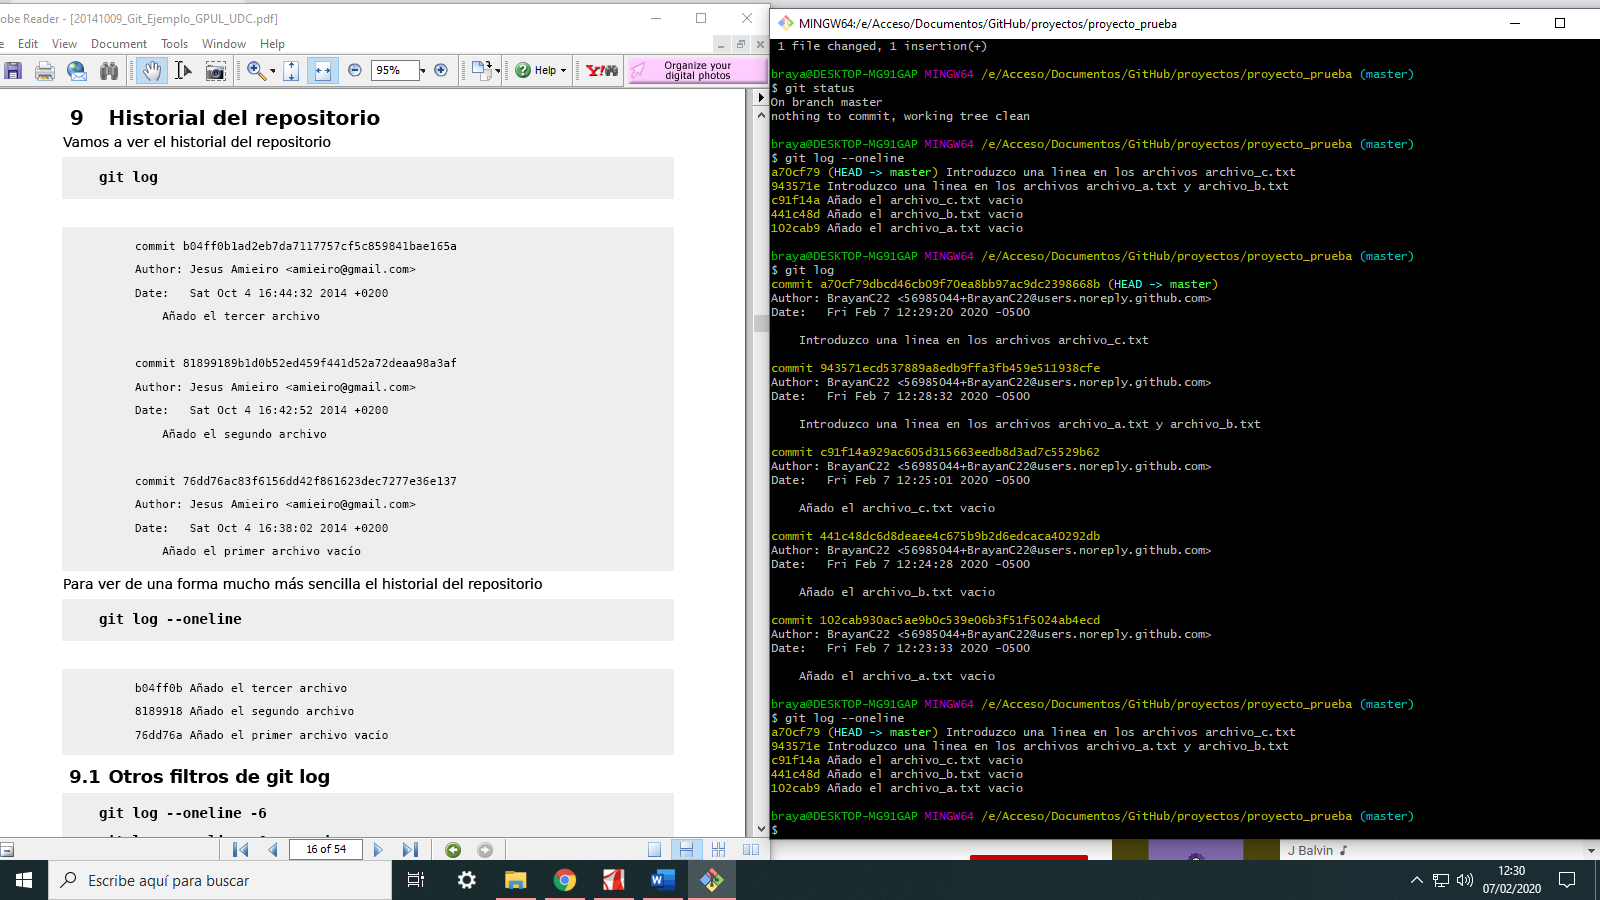 obe Reader - [20141009_Git_Ejemplo_GPUL_UDC.pdf]
e Edit View Document Tools Window Help
95%
Help
Y!
Organize your
digital photos
9 Historial del repositorio
Vamos a ver el historial del repositorio
git log
commit b04ff0b1ad2eb7da7117757cf5c859841bae165a
Author: Jesus Amieiro <amieiro@gmail.com>
Date: Sat Oct 4 16:44:32 2014 +0200
Añado el tercer archivo
commit 81899189b1d0b52ed459f441d52a72deaa98a3af
Author: Jesus Amieiro <amieiro@gmail.com>
Date: Sat Oct 4 16:42:52 2014 +0200
Añado el segundo archivo
commit 76dd76ac83f6156dd42f861623dec7277e36e137
Author: Jesus Amieiro <amieiro@gmail.com>
Date: Sat Oct 4 16:38:02 2014 +0200
Añado el primer archivo vacío
Para ver de una forma mucho más sencilla el historial del repositorio
git log --oneline
b04ff0b Añado el tercer archivo
8189918 Añado el segundo archivo
76dd76a Añado el primer archivo vacío
9.1 Otros filtros de git log
git log --oneline -6
16 of 54
MINGW64:/e/Acceso/Documentos/GitHub/proyectos/proyecto_prueba
1 file changed, 1 insertion(+)
braya@DESKTOP-MG91GAP MINGW64 /e/Acceso/Documentos/GitHub/proyectos/proyecto_prueba (master)
$ git status
On branch master
nothing to commit, working tree clean
braya@DESKTOP-MG91GAP MINGW64 /e/Acceso/Documentos/GitHub/proyectos/proyecto_prueba (master)
$ git log --oneline
a70cf79 (HEAD -> master) Introduzco una linea en los archivos archivo_c.txt
943571e Introduzco una linea en los archivos archivo_a.txt y archivo_b.txt
c91f14a Añado el archivo_c.txt vacio
441c48d Añado el archivo_b.txt vacio
102cab9 Añado el archivo_a.txt vacio
braya@DESKTOP-MG91GAP MINGW64 /e/Acceso/Documentos/GitHub/proyectos/proyecto_prueba (master)
$ git log
commit a70cf79dbcd46cb09f70ea8bb97ac9dc2398668b (HEAD -> master)
Author: BrayanC22 <56985044+BrayanC22@users.noreply.github.com>
Date: Fri Feb 7 12:29:20 2020 -0500
Introduzco una linea en los archivos archivo_c.txt
commit 943571ecd537889a8edb9ffa3fb459e511938cfe
Author: BrayanC22 <56985044+BrayanC22@users.noreply.github.com>
Date: Fri Feb 7 12:28:32 2020 -0500
Introduzco una linea en los archivos archivo_a.txt y archivo_b.txt
commit c91f14a929ac605d315663eedb8d3ad7c5529b62
Author: BrayanC22 <56985044+BrayanC22@users.noreply.github.com>
Date: Fri Feb 7 12:25:01 2020 -0500
Añado el archivo_c.txt vacio
commit 441c48dc6d8deaee4c675b9b2d6edcaca40292db
Author: BrayanC22 <56985044+BrayanC22@users.noreply.github.com>
Date: Fri Feb 7 12:24:28 2020 -0500
Añado el archivo_b.txt vacio
commit 102cab930ac5ae9b0c539e06b3f51f5024ab4ecd
Author: BrayanC22 <56985044+BrayanC22@users.noreply.github.com>
Date: Fri Feb 7 12:23:33 2020 -0500
Añado el archivo_a.txt vacio
braya@DESKTOP-MG91GAP MINGW64 /e/Acceso/Documentos/GitHub/proyectos/proyecto_prueba (master)
$ git log --oneline
a70cf79 (HEAD -> master) Introduzco una linea en los archivos archivo_c.txt
943571e Introduzco una linea en los archivos archivo_a.txt y archivo_b.txt
c91f14a Añado el archivo_c.txt vacio
441c48d Añado el archivo_b.txt vacio
102cab9 Añado el archivo_a.txt vacio
braya@DESKTOP-MG91GAP MINGW64 /e/Acceso/Documentos/GitHub/proyectos/proyecto_prueba (master)
$
J Balvin
Escribe aquí para buscar
12:30
07/02/2020